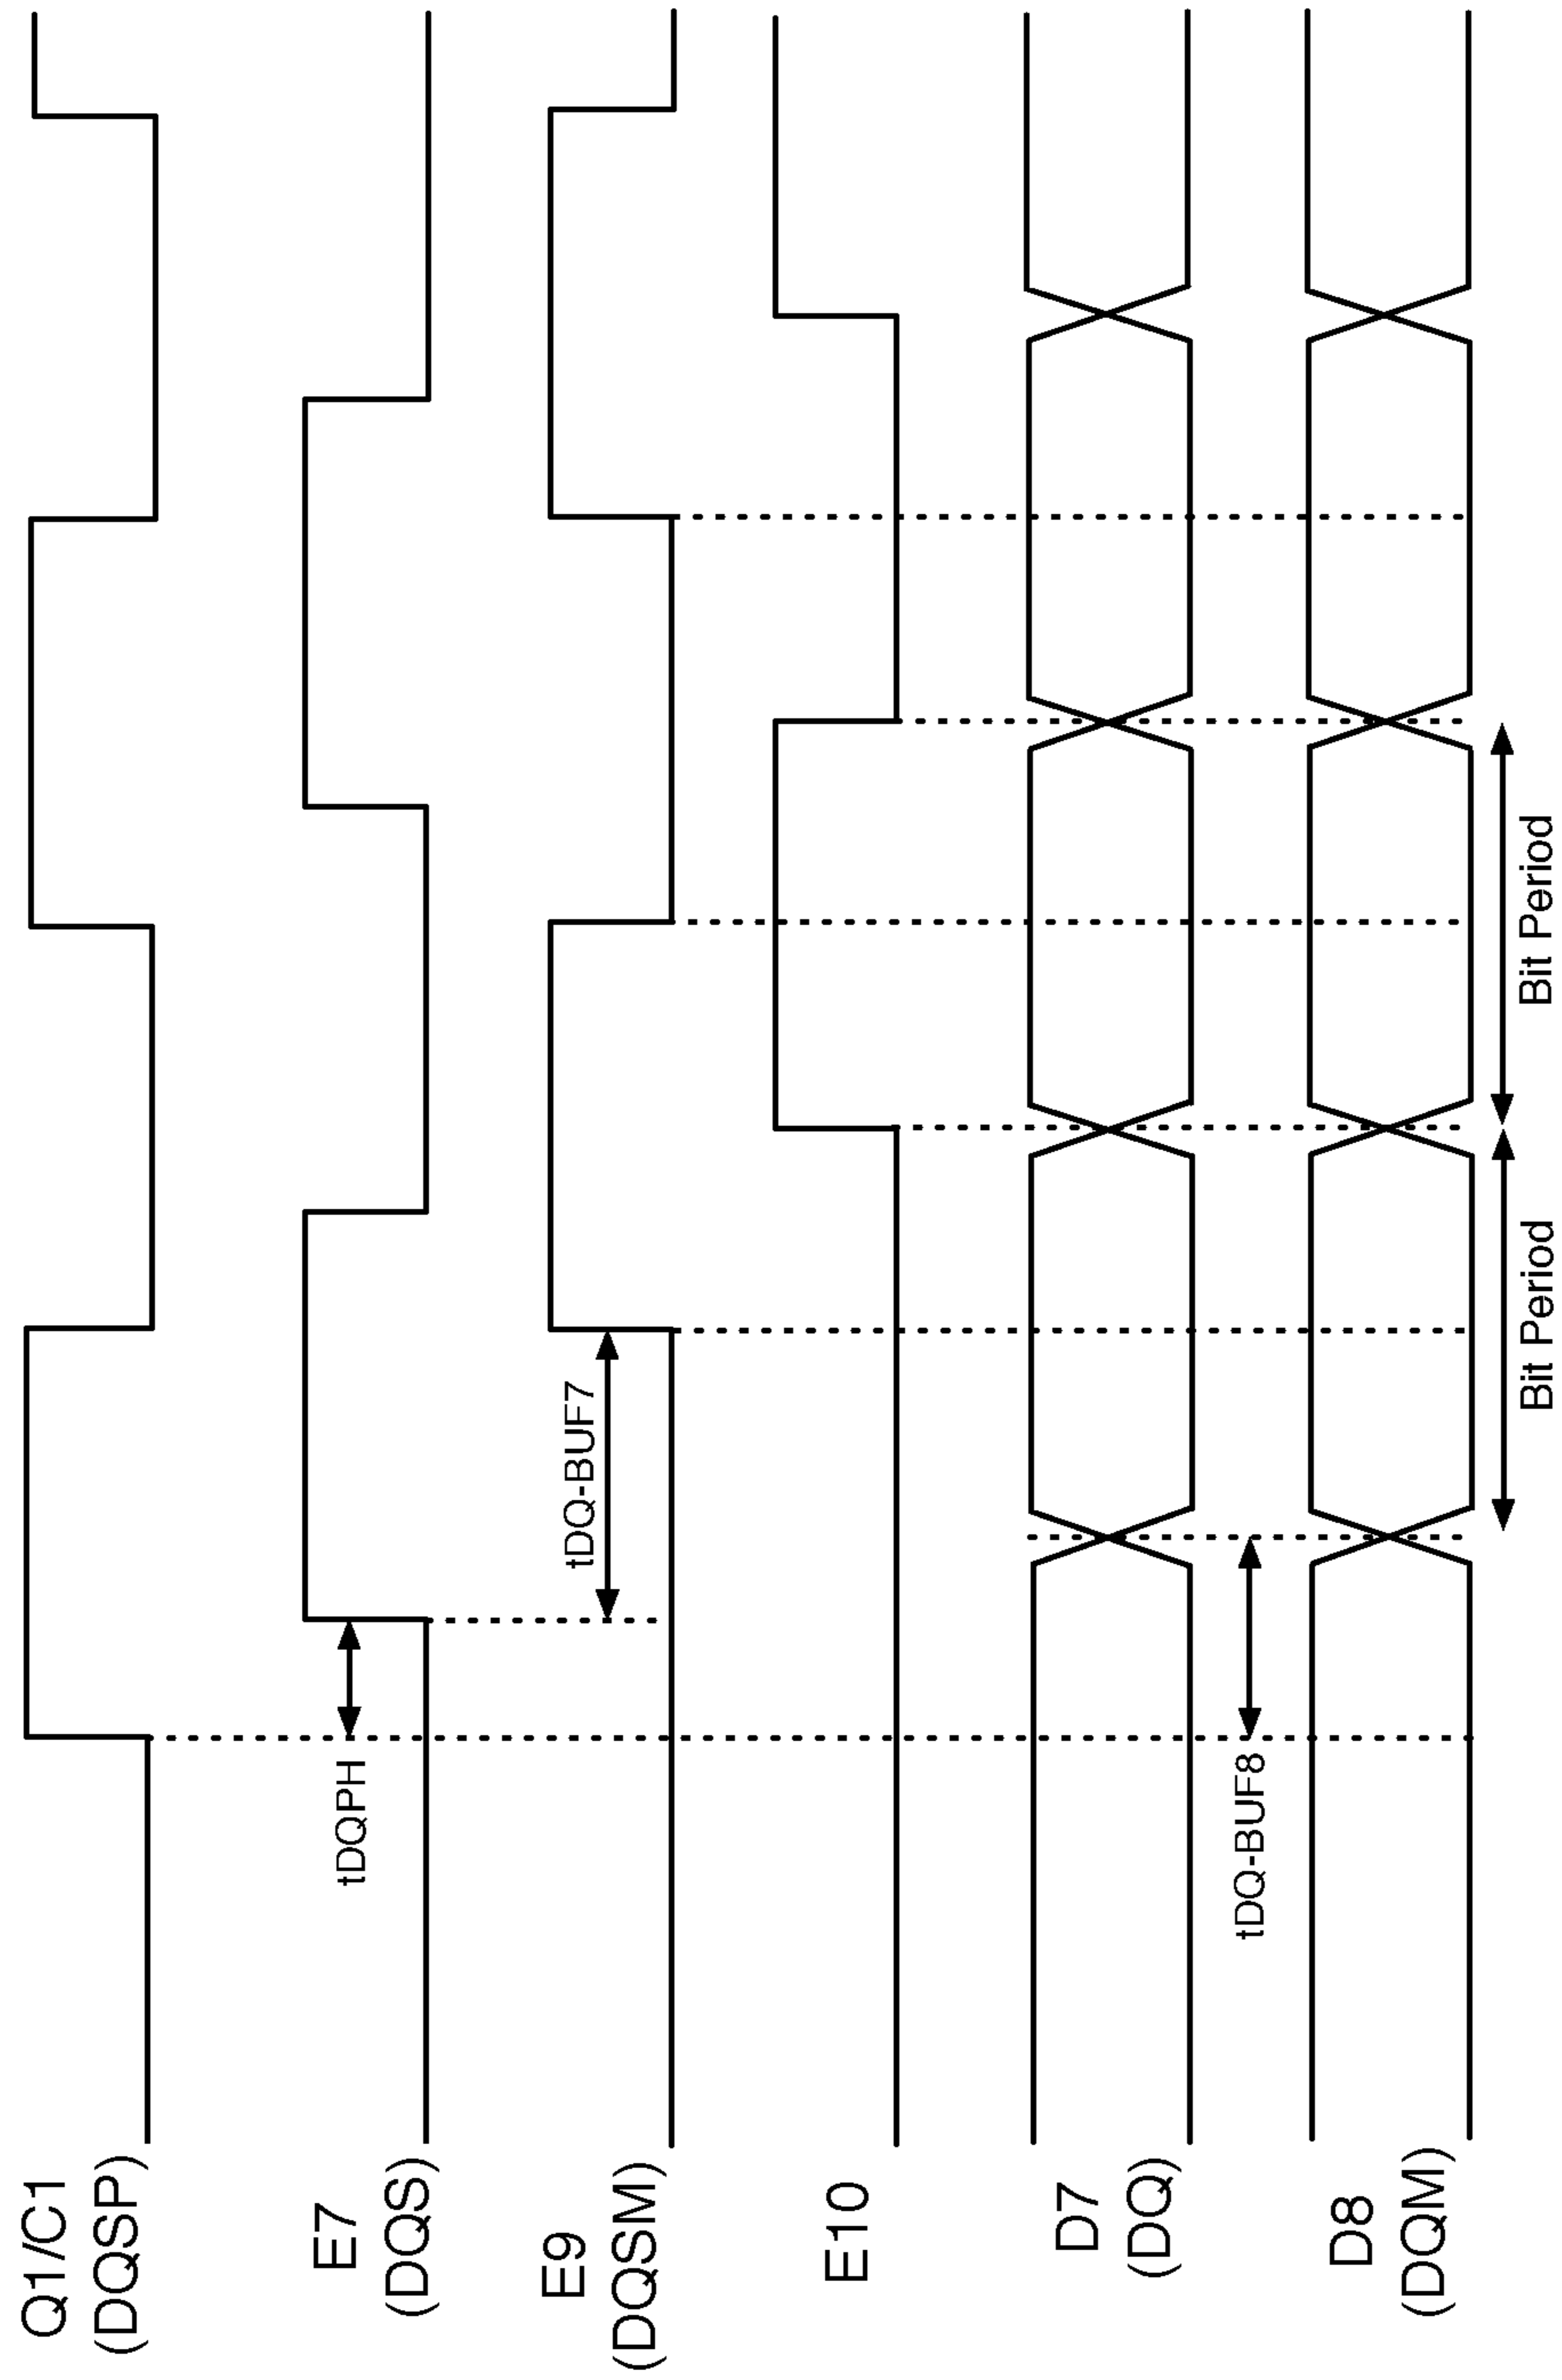 Q1/C1
(DQSP)
tDQPH
E7
(DQS)
tDQ-BUF7
E9
(DQSM)
E10
D7
(DQ)
tDQ-BUF8
D8
(DQM)
Bit Period
Bit Period